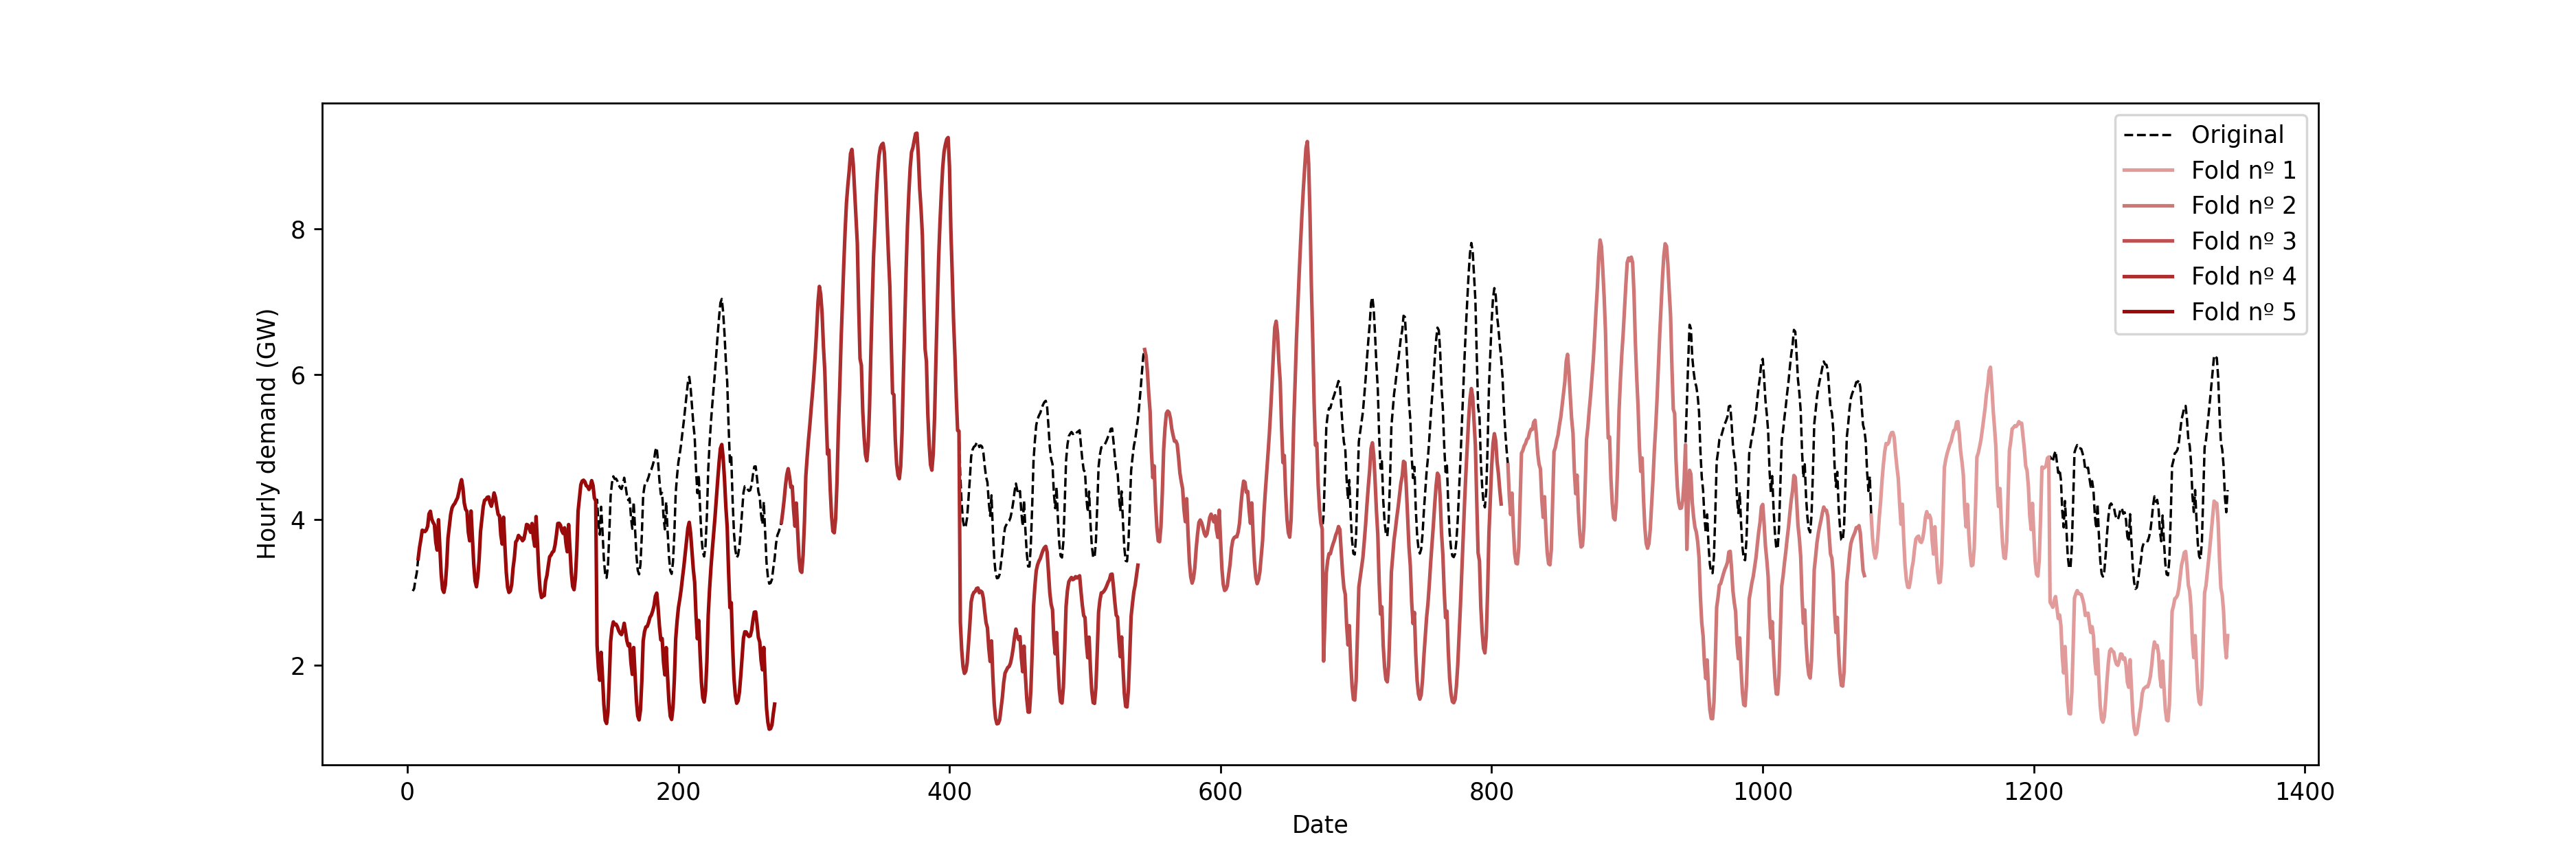 Original
Fold nº 1
Fold nº 2
Fold nº 3
Fold nº 4
Fold nº 5
8
6
4
2
Hourly demand (GW)
0 200 400 600 800 1000 1200 1400
Date